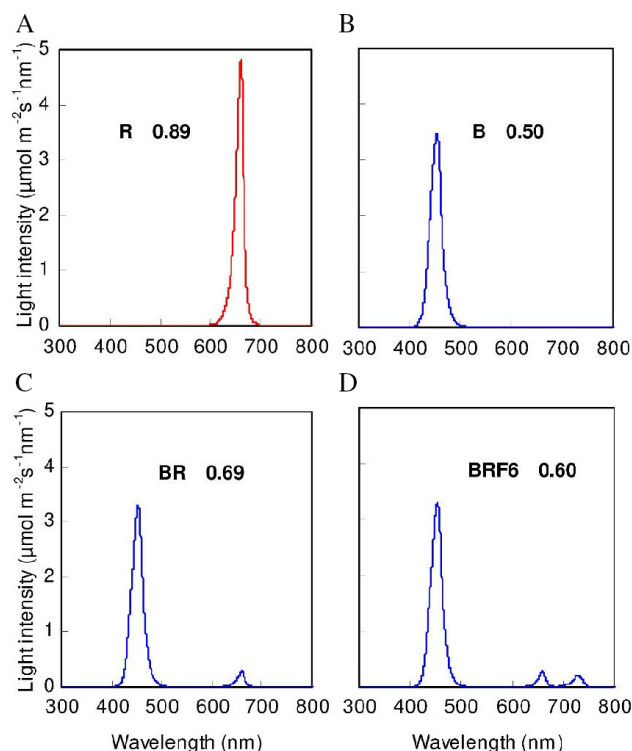 A
B
Light intensity (µmol m⁻²s⁻¹nm⁻¹)
5
4
3
2
1
0
R 0.89
B 0.50
300 400 500 600 700 800
300 400 500 600 700 800
C
D
Light intensity (µmol m⁻²s⁻¹nm⁻¹)
5
4
3
2
1
0
BR 0.69
BRF6 0.60
300 400 500 600 700 800
300 400 500 600 700 800
Wavelength (nm)
Wavelength (nm)